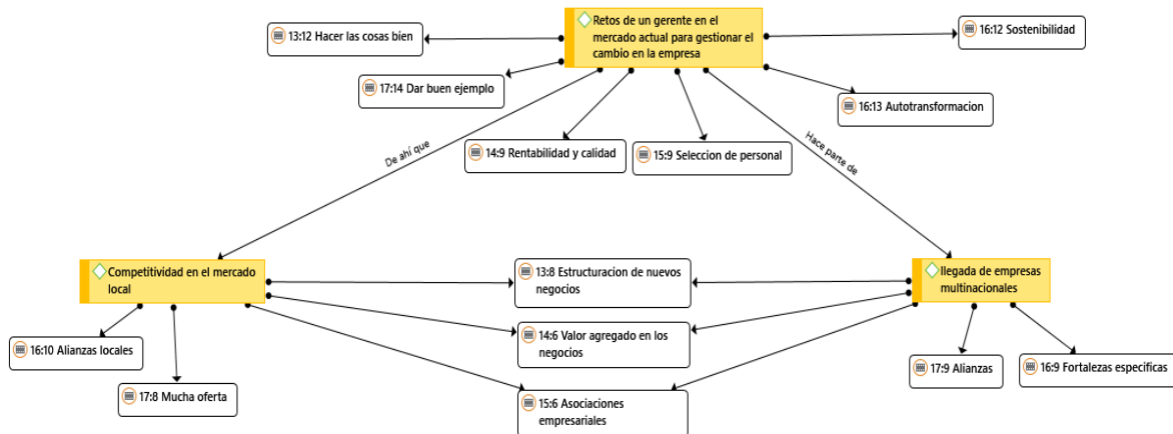 Retos de un gerente en el
mercado actual para gestionar el
cambio en la empresa
13:12 Hacer las cosas bien
16:12 Sostenibilidad
17:14 Dar buen ejemplo
16:13 Autotransformacion
De ahí que
14:9 Rentabilidad y calidad
15:9 Seleccion de personal
Hace parte de
Competitividad en el mercado
local
13:8 Estructuracion de nuevos
negocios
llegada de empresas
multinacionales
16:10 Alianzas locales
14:6 Valor agregado en los
negocios
17:9 Alianzas
16:9 Fortalezas especificas
17:8 Mucha oferta
15:6 Asociaciones
empresariales